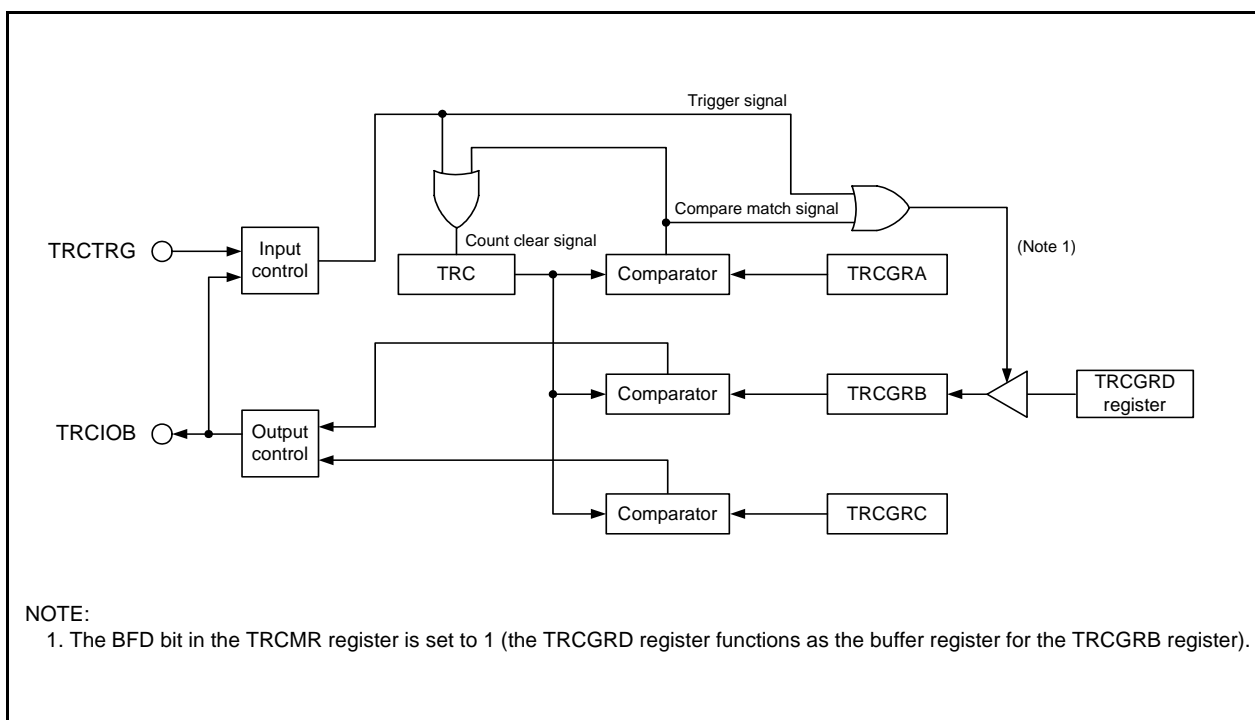 Trigger signal
Compare match signal
TRCTRG
Input
control
Count clear signal
(Note 1)
TRC
Comparator
TRCGRA
Comparator
TRCGRB
TRCGRD
register
TRCIOB
Output
control
Comparator
TRCGRC
NOTE:
1. The BFD bit in the TRCMR register is set to 1 (the TRCGRD register functions as the buffer register for the TRCGRB register).